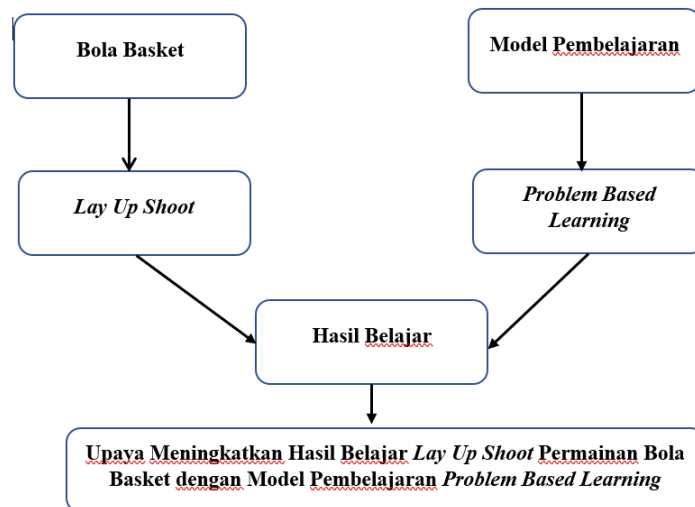 Bola Basket
Model Pembelajaran
Lay Up Shoot
Problem Based
Learning
Hasil Belajar
Upaya Meningkatkan Hasil Belajar Lay Up Shoot Permainan Bola
Basket dengan Model Pembelajaran Problem Based Learning